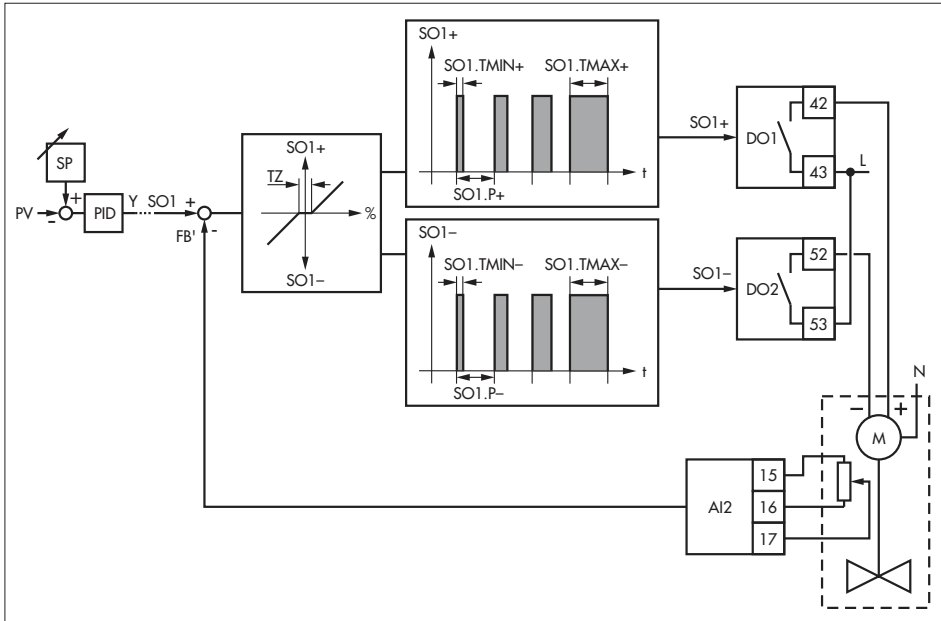 SP
PV
+
-
PID
Y
SO1
+
FB'
-
SO1+
TZ
%
SO1–
SO1+
SO1.TMIN+
SO1.TMAX+
SO1.P+
t
SO1–
SO1.TMIN–
SO1.TMAX–
SO1.P–
t
SO1+
DO1
42
43
L
SO1–
DO2
52
53
N
–
+
M
AI2
15
16
17